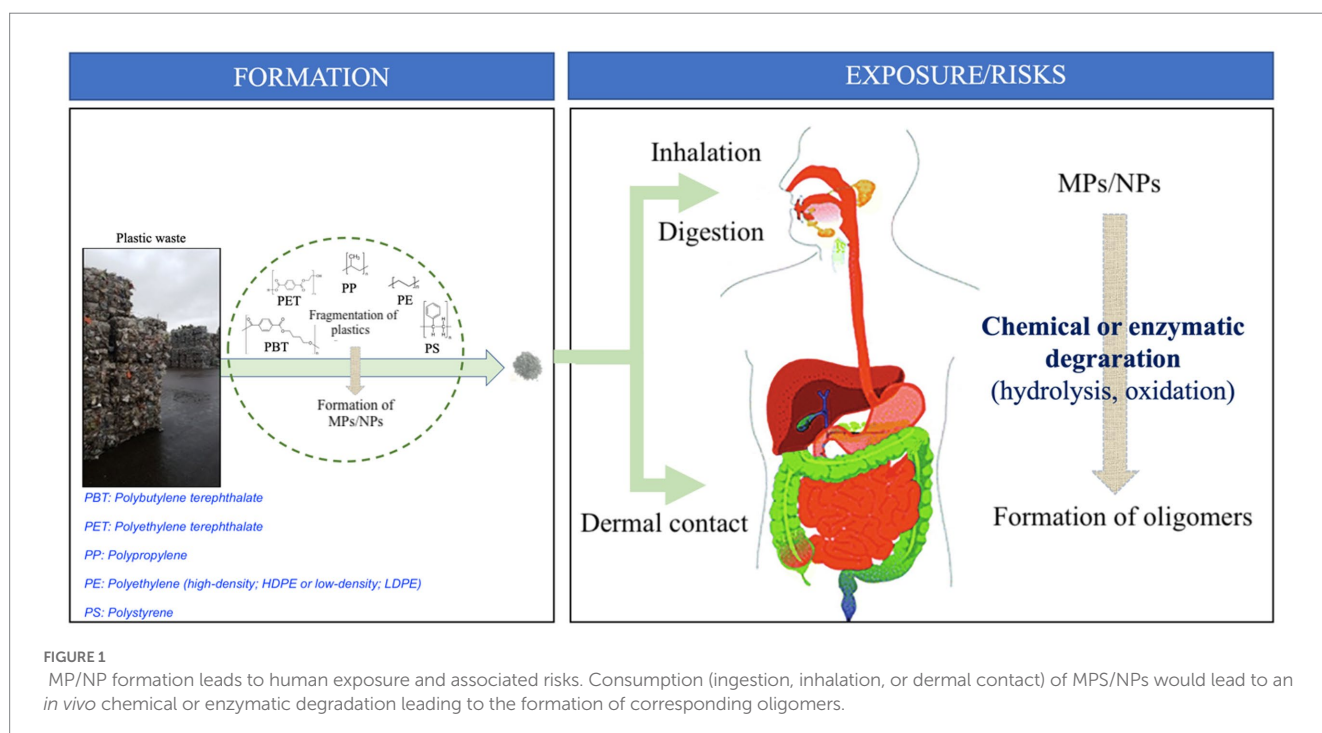 FORMATION
EXPOSURE/RISKS
Plastic waste
PET
CH3
PP
PE
Fragmentation of
plastics
PBT
PS
Formation of
MPs/NPs
PBT: Polybutylene terephthalate
PET: Polyethylene terephthalate
PP: Polypropylene
PE: Polyethylene (high-density; HDPE or low-density; LDPE)
PS: Polystyrene
Inhalation
Digestion
Dermal contact
MPs/NPs
Chemical or enzymatic
degraration
(hydrolysis, oxidation)
Formation of oligomers
FIGURE 1
MP/NP formation leads to human exposure and associated risks. Consumption (ingestion, inhalation, or dermal contact) of MPS/NPs would lead to an
in vivo chemical or enzymatic degradation leading to the formation of corresponding oligomers.